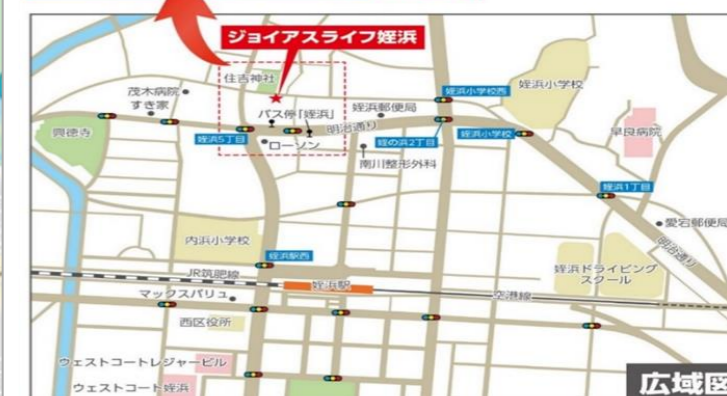 ジョイアスライフ姪浜
住吉神社
茂木病院
すき家
バス停「姪浜」
姪浜郵便局
姪浜小学校西
姪浜小学校
早良病院
興徳寺
姪浜5丁目
ローソン
明治通り
姪の浜2丁目
姪浜小学校
南川整形外科
姪浜1丁目
愛宕郵便局
明治通り
内浜小学校
姪浜駅西
姪浜ドライビング
スクール
JR筑肥線
姪浜駅
空港線
マックスバリュ
西区役所
ウェストコートレジャービル
ウェストコート姪浜
広域図